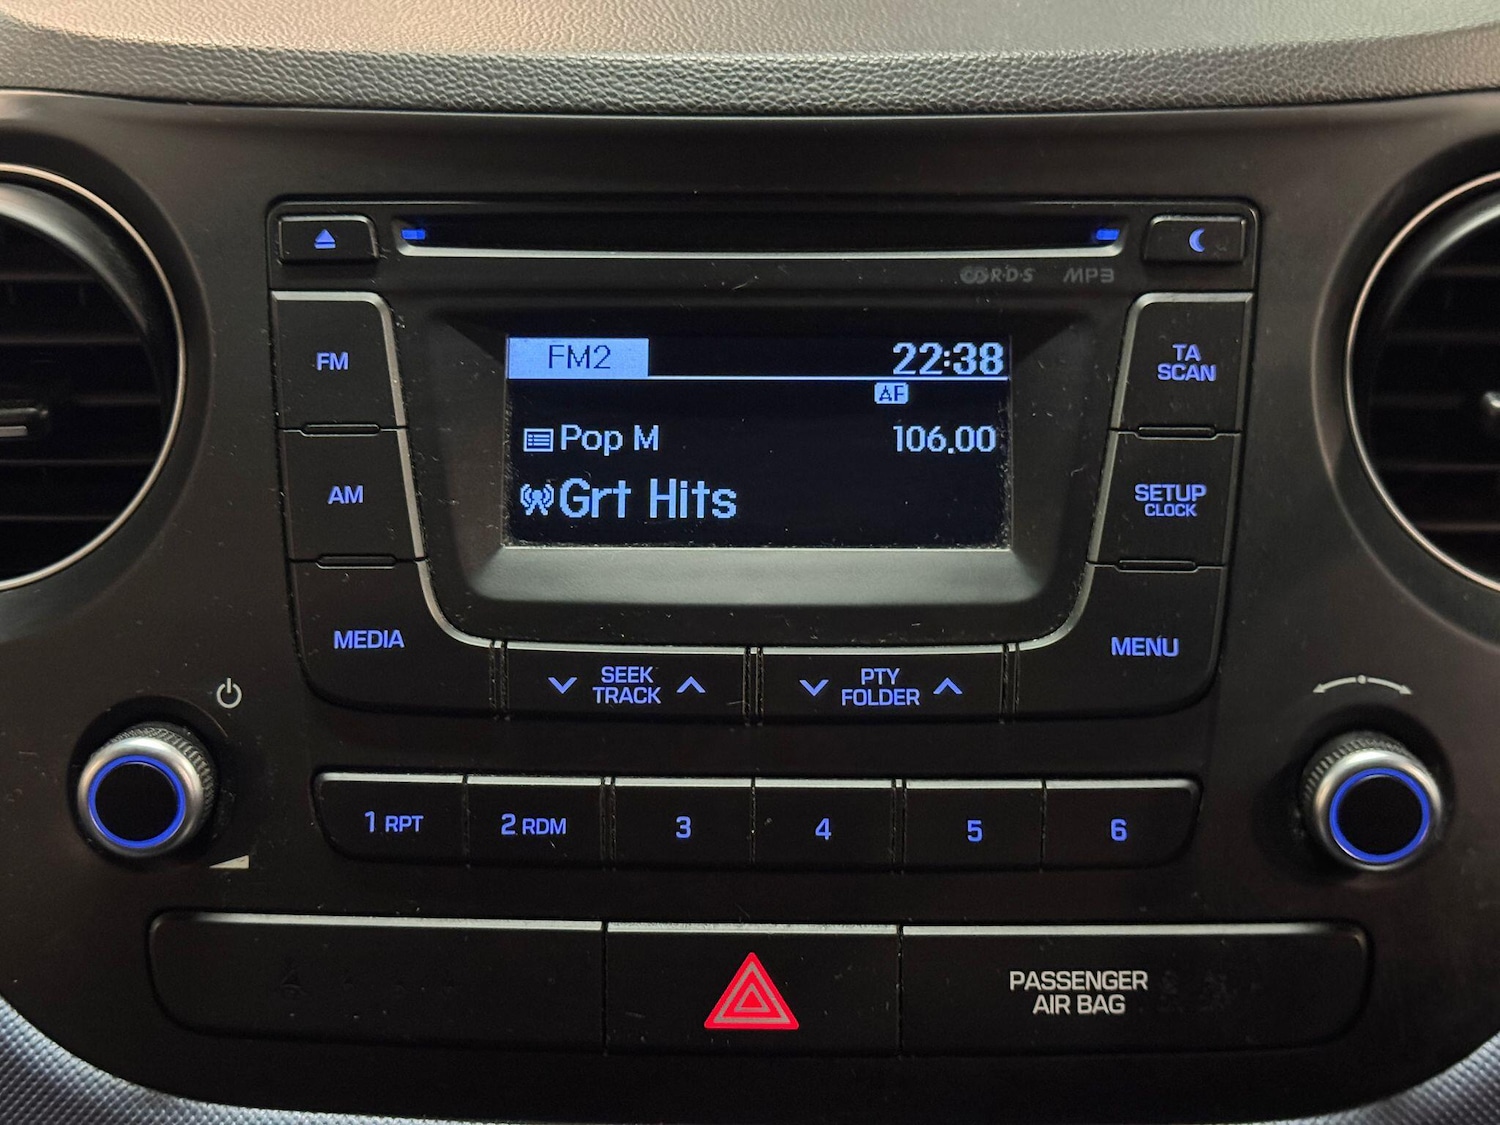 R·D·S MP3
FM
TA
SCAN
FM2 22:38
AF
Pop M 106.00
Grt Hits
AM
SETUP
CLOCK
MEDIA
SEEK
TRACK
PTY
FOLDER
MENU
1 RPT 2 RDM 3 4 5 6
PASSENGER
AIR BAG